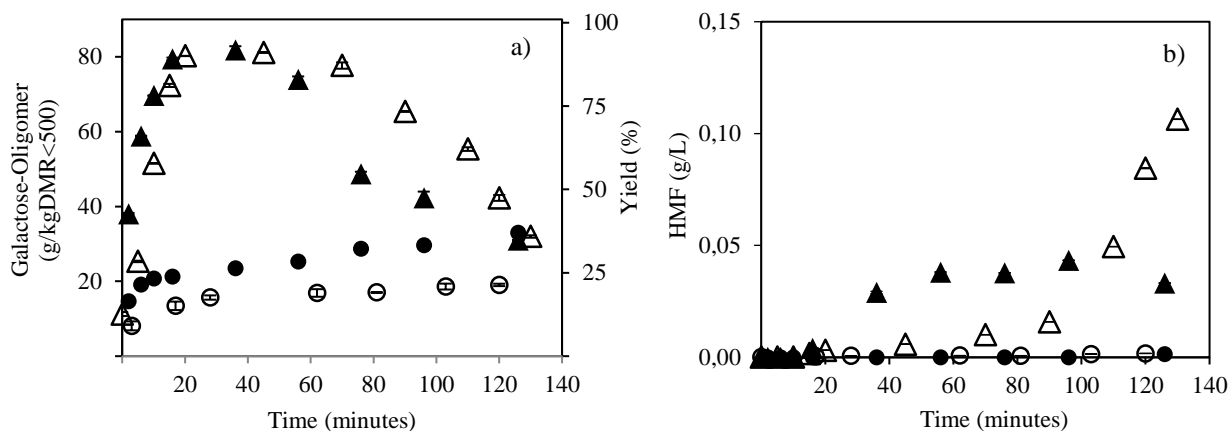 a)
Galactose-Oligomer
(g/kgDMR<500)
80
60
40
20
100
75
50
25
Yield (%)
20 40 60 80 100 120 140
Time (minutes)
b)
HMF (g/L)
0,15
0,10
0,05
0,00
0 20 40 60 80 100 120 140
Time (minutes)